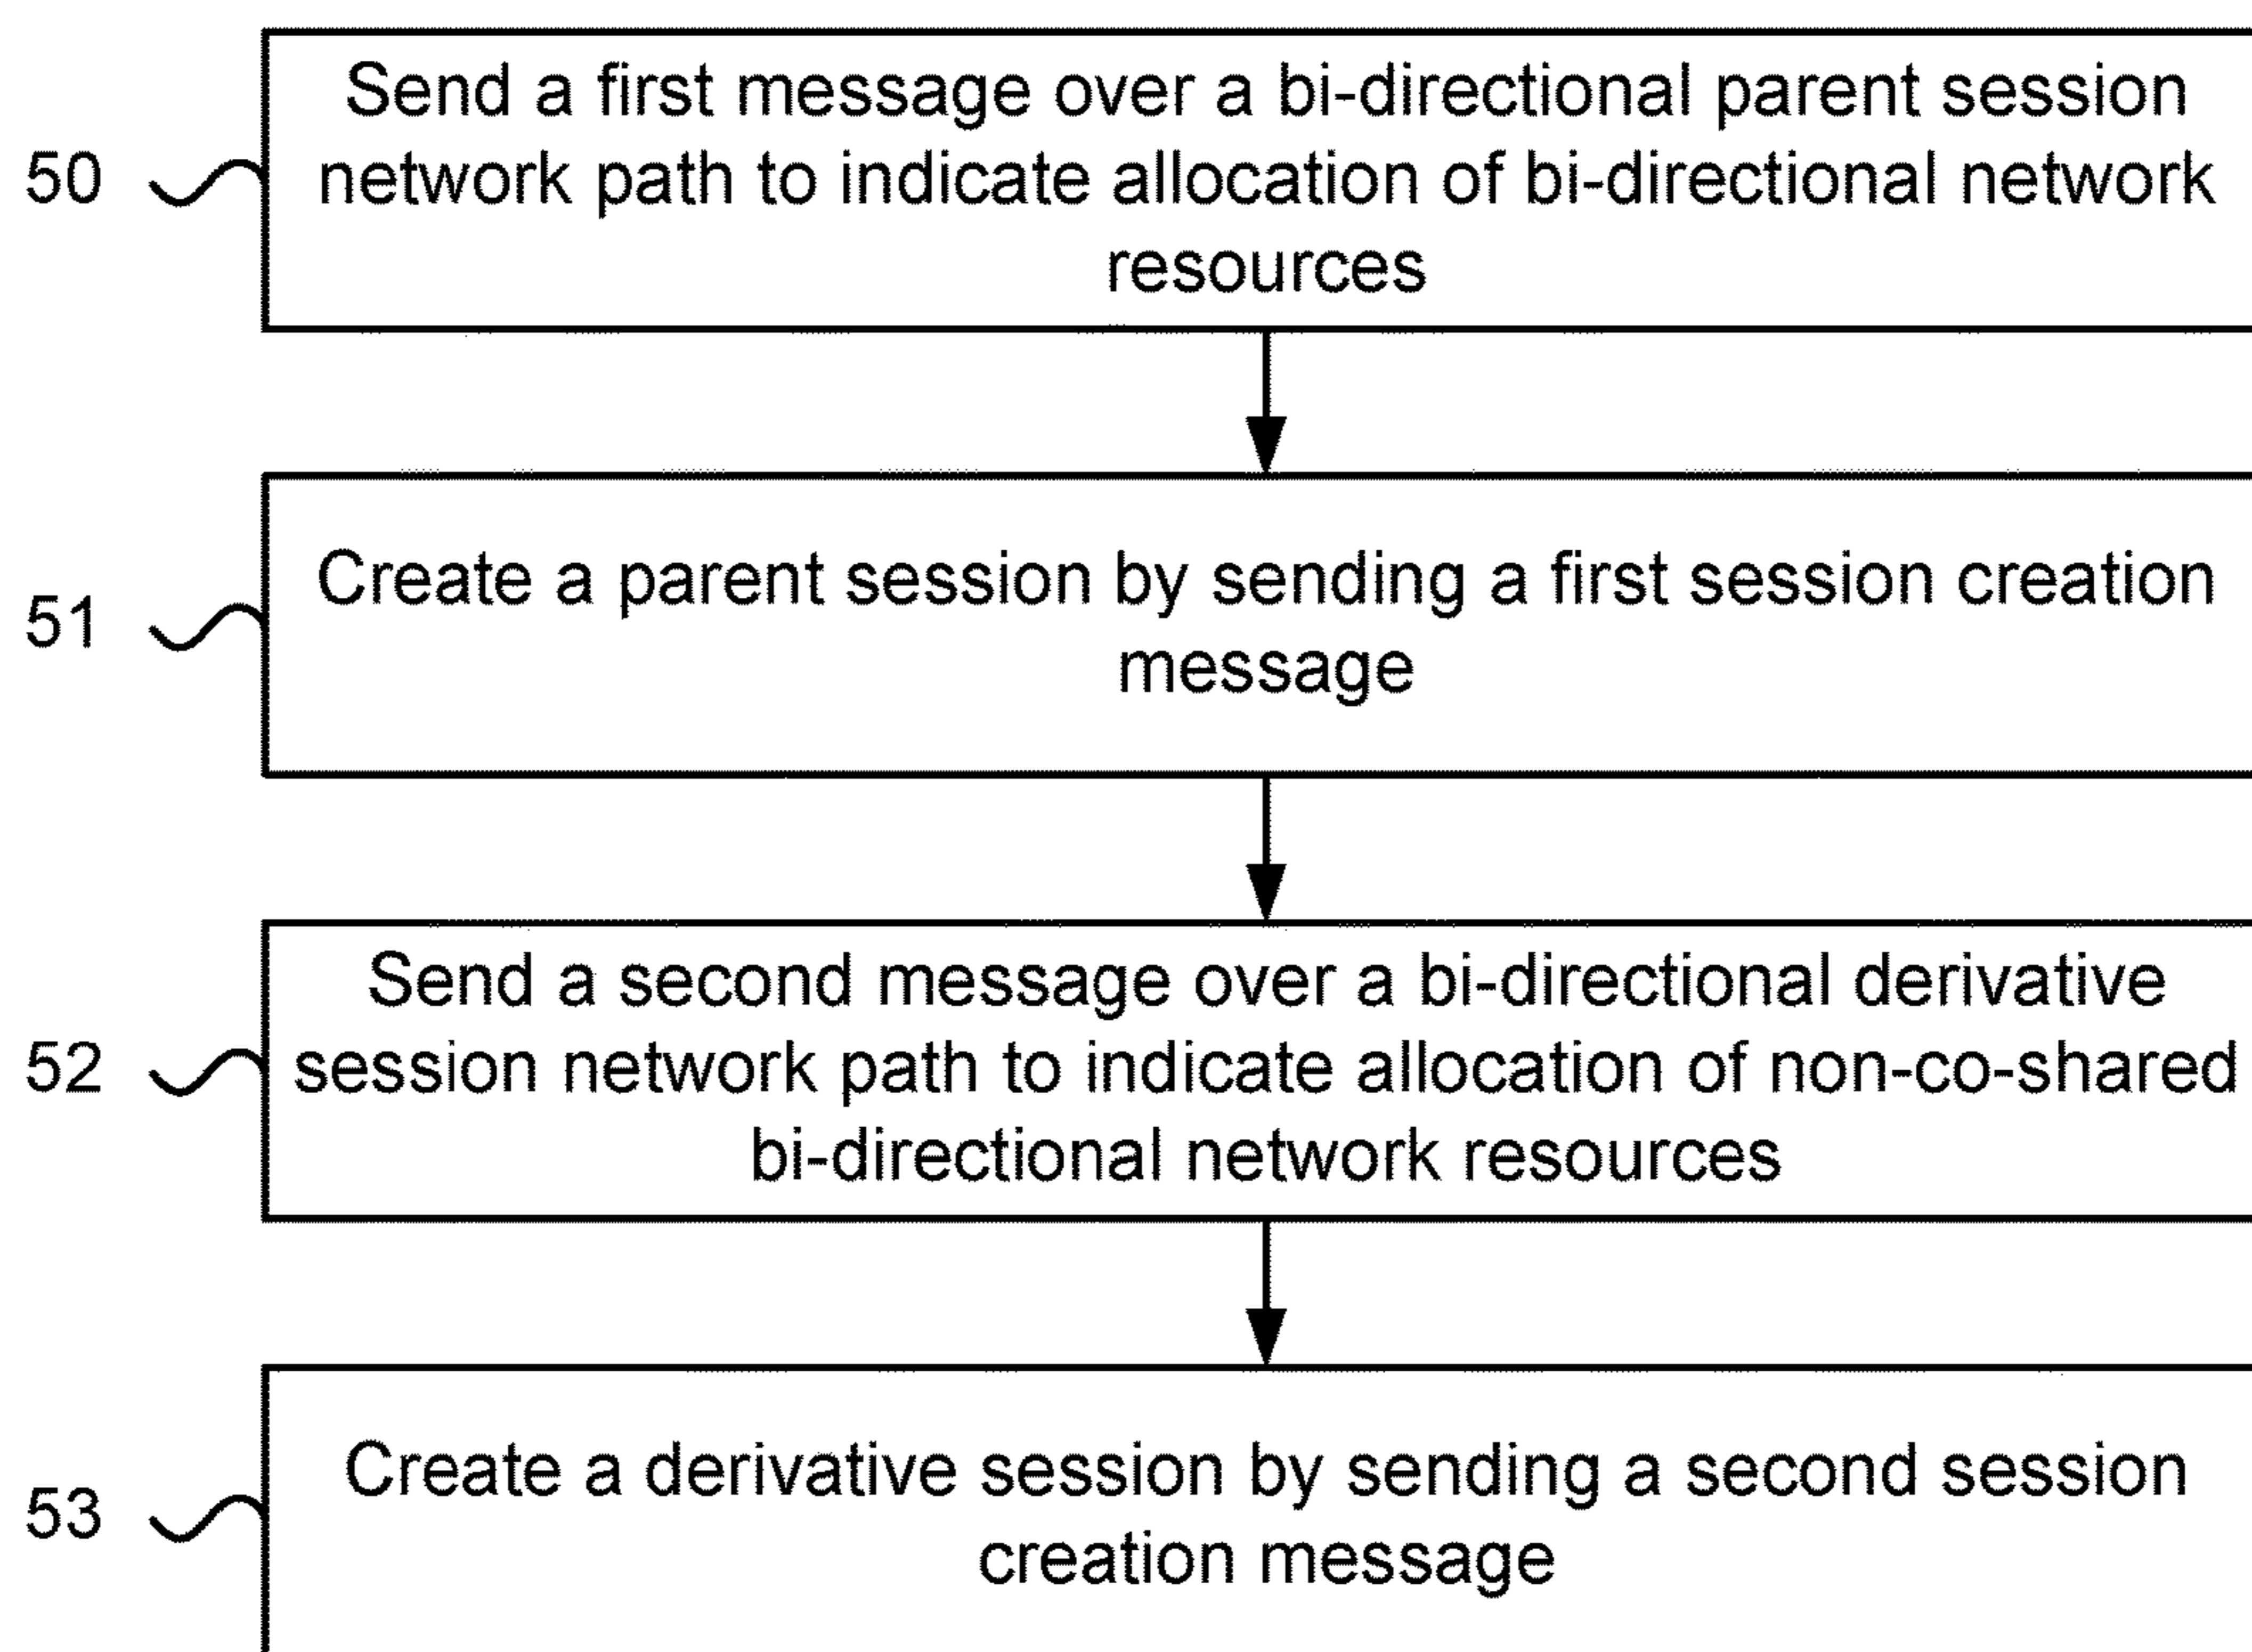 Send a first message over a bi-directional parent session
50
network path to indicate allocation of bi-directional network
resources
Create a parent session by sending a first session creation
51
message
Send a second message over a bi-directional derivative
52
session network path to indicate allocation of non-co-shared
bi-directional network resources
Create a derivative session by sending a second session
53
creation message